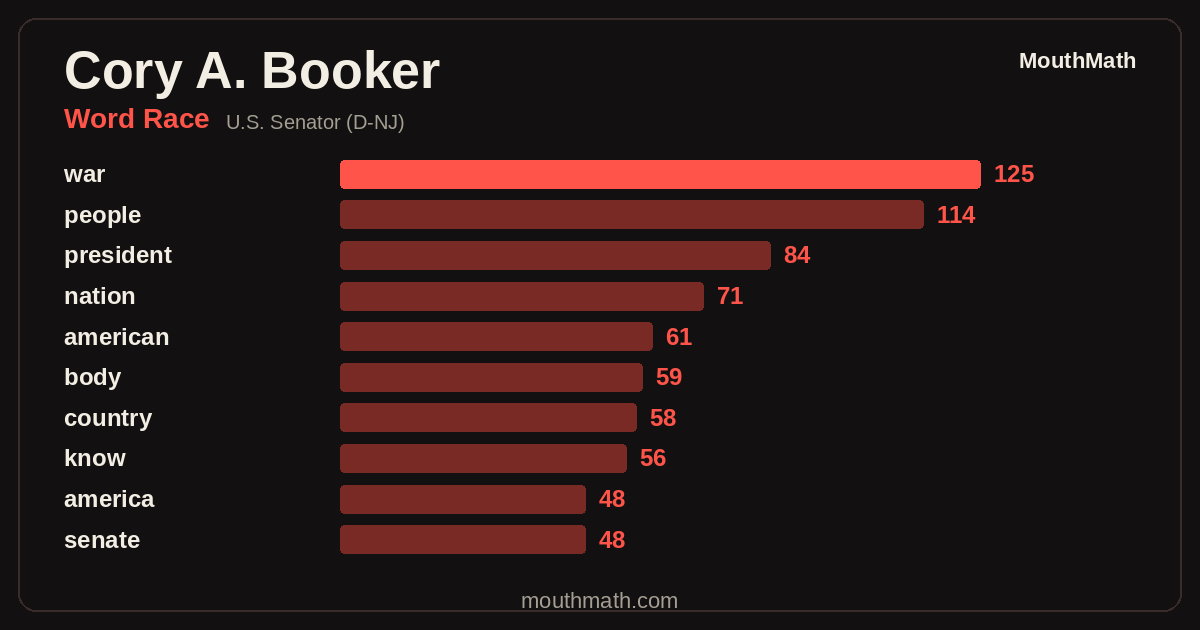 Cory A. Booker
MouthMath
Word Race U.S. Senator (D-NJ)
war 125
people 114
president 84
nation 71
american 61
body 59
country 58
know 56
america 48
senate 48
mouthmath.com